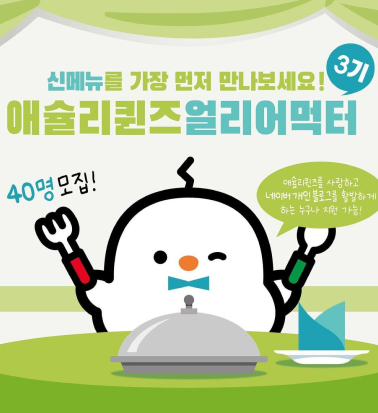 신메뉴를 가장 먼저 만나보세요!
3기
애슐리퀸즈얼리어먹터
40명 모집!
애슐리퀸즈를 사랑하고
네이버 개인 블로그를 활발하게
하는 누구나 지원 가능!